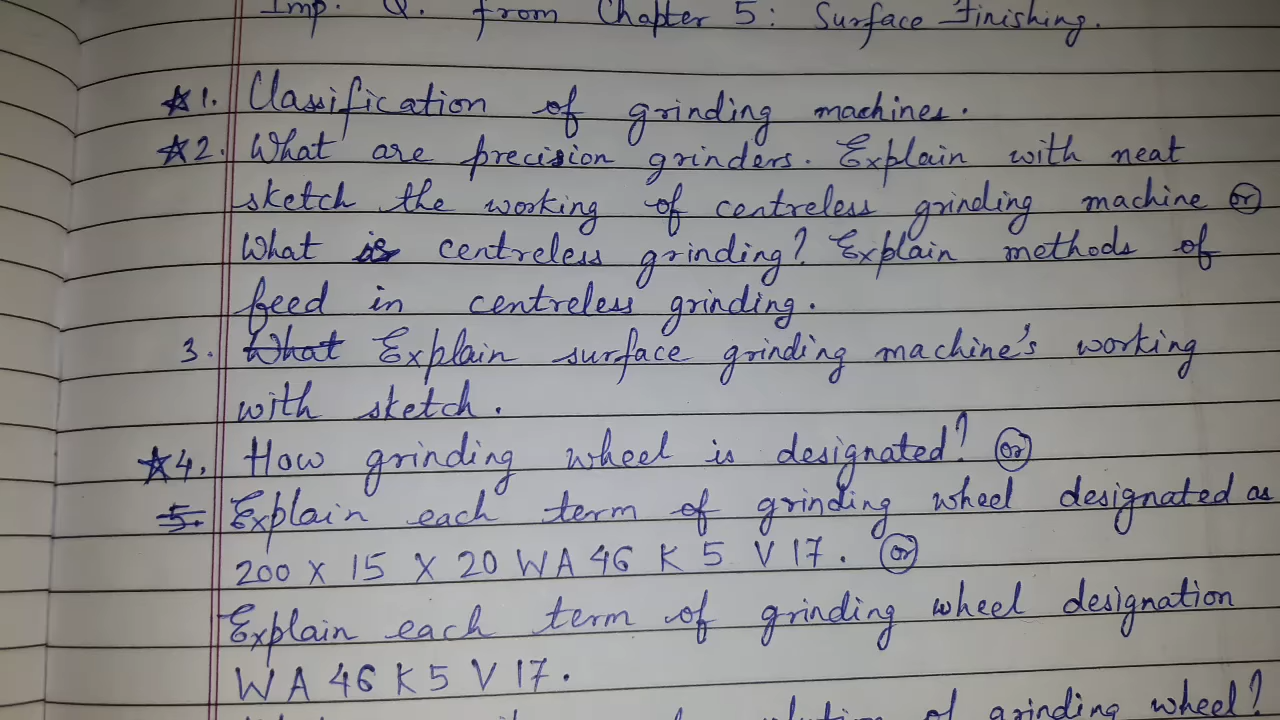 Imp. Q. from Chapter 5: Surface Finishing.
★1. Classification of grinding machines.
★2. What are precision grinders. Explain with neat
sketch the working of centreless grinding machine or
What is centreless grinding? Explain methods of
feed in centreless grinding.
3. What Explain surface grinding machine's working
with sketch.
★4. How grinding wheel is designated? or
5. Explain each term of grinding wheel designated as
200 x 15 x 20 WA 46 K 5 V 17. or
Explain each term of grinding wheel designation
WA 46 K 5 V 17.
of grinding wheel?